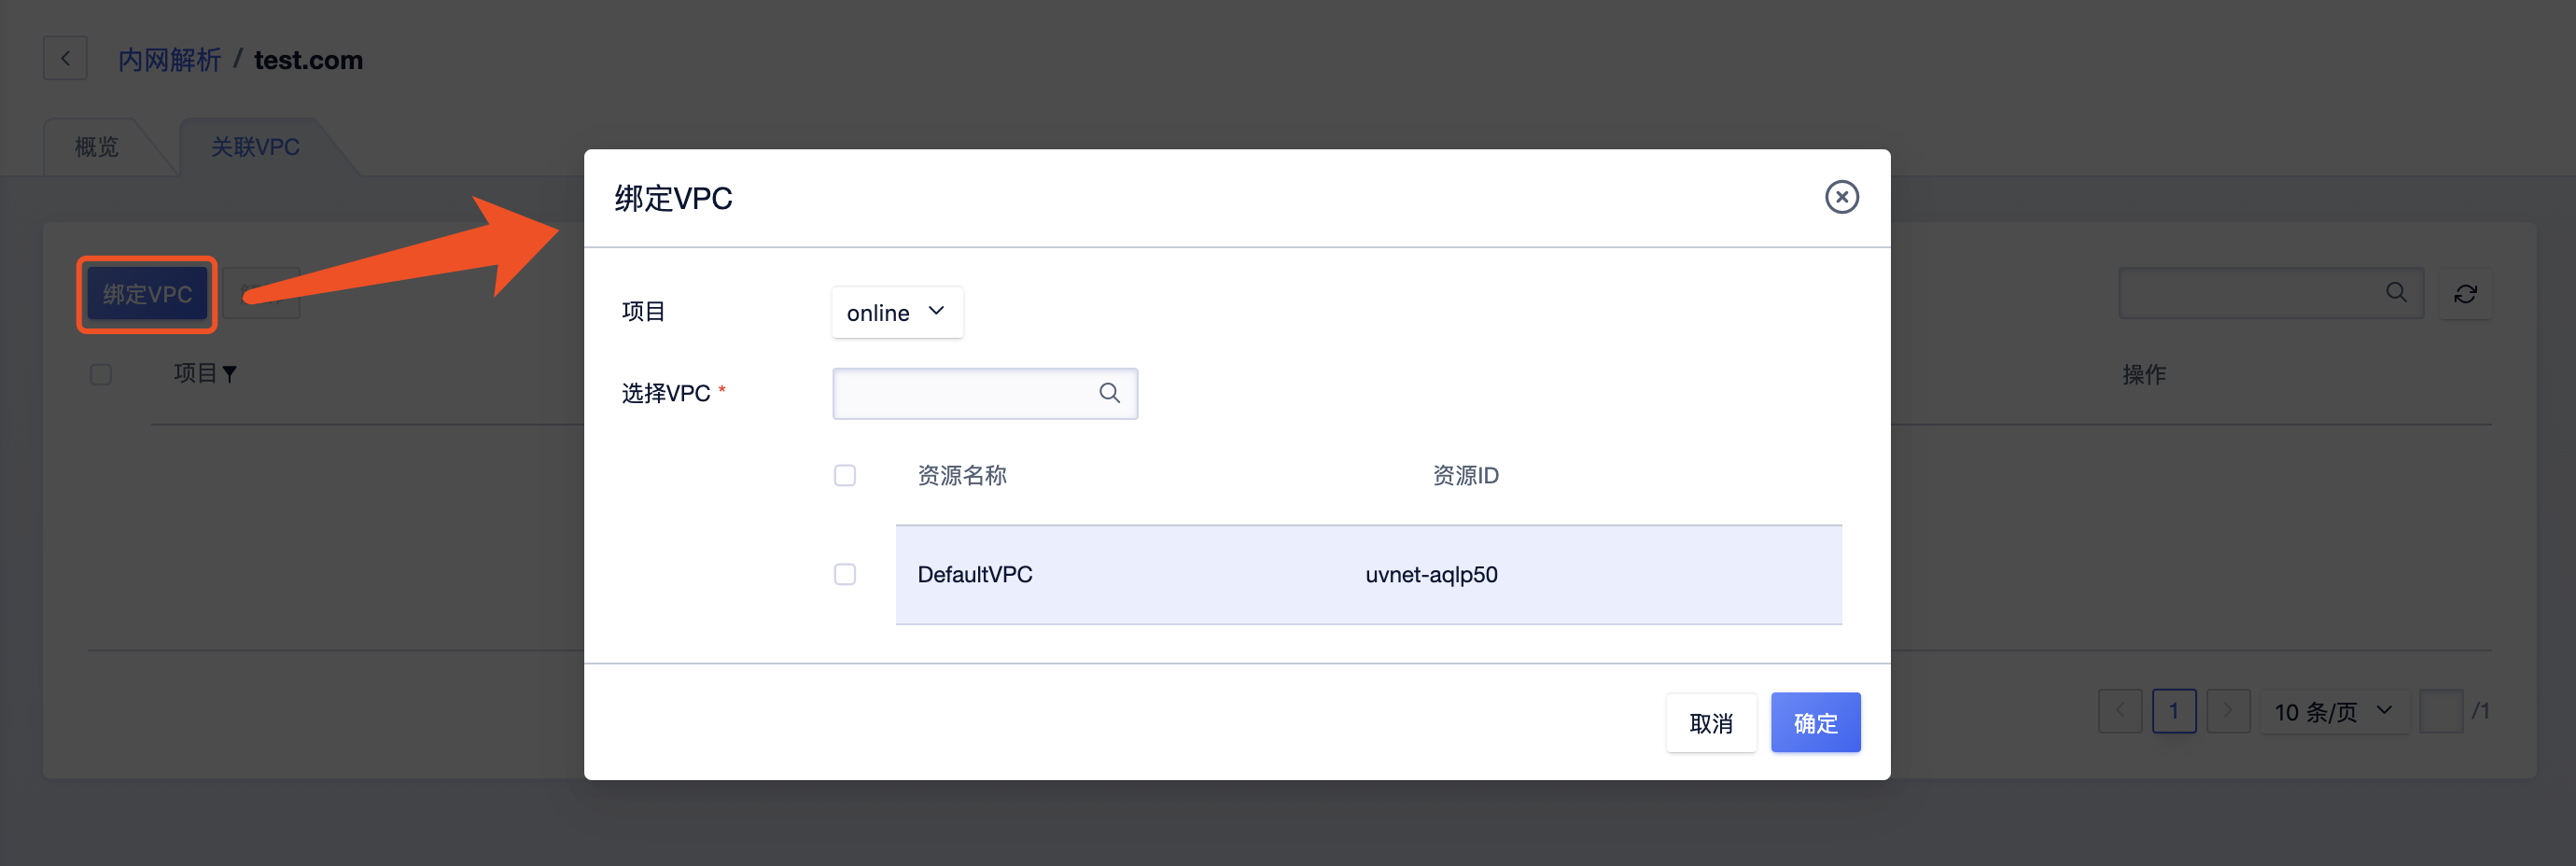 内网解析 / test.com
概览
关联VPC
绑定VPC
项目
操作
1
10 条/页
/1
绑定VPC
项目
online
选择VPC *
资源名称
资源ID
DefaultVPC
uvnet-aqlp50
取消
确定